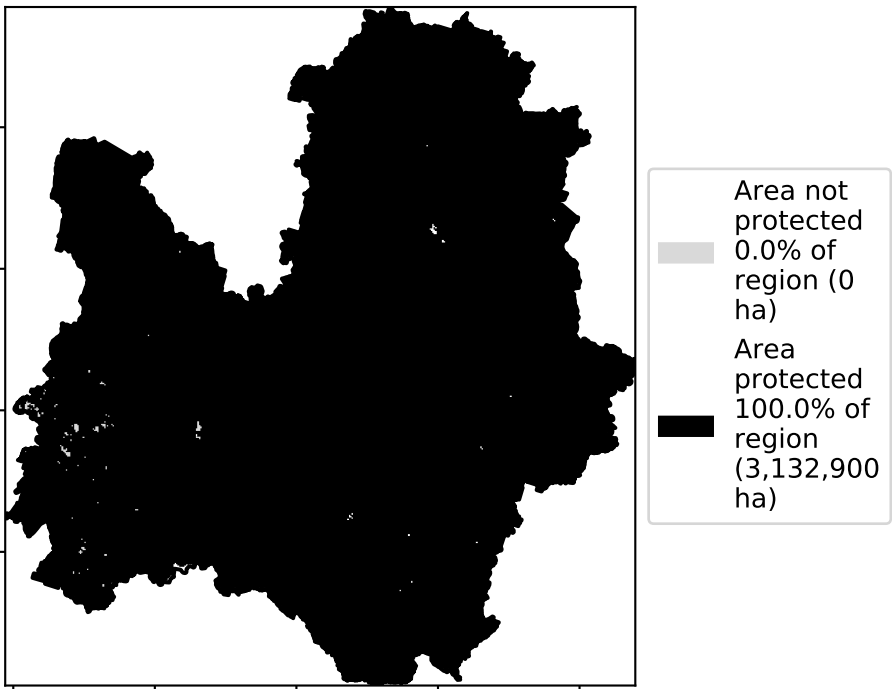 Area not
protected
0.0% of
region (0
ha)
Area
protected
100.0% of
region
(3,132,900
ha)